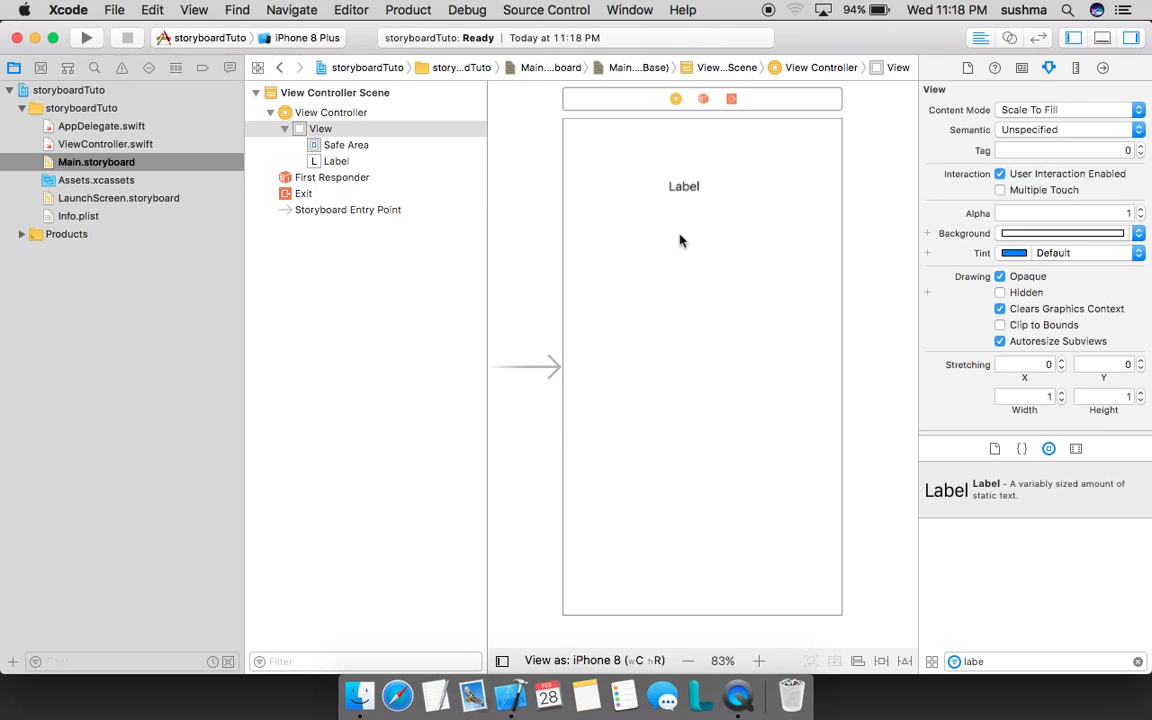 Xcode File Edit View Find Navigate Editor Product Debug Source Control Window Help 94% Wed 11:18 PM sushma
storyboardTuto iPhone 8 Plus storyboardTuto: Ready Today at 11:18 PM
storyboardTuto story...dTuto Main....board Main....Base) View...Scene View Controller View
storyboardTuto
storyboardTuto
AppDelegate.swift
ViewController.swift
Main.storyboard
Assets.xcassets
LaunchScreen.storyboard
Info.plist
Products
Filter
View Controller Scene
View Controller
View
Safe Area
L Label
First Responder
Exit
Storyboard Entry Point
Filter
Label
View as: iPhone 8 (wC hR) 83%
View
Content Mode Scale To Fill
Semantic Unspecified
Tag 0
Interaction User Interaction Enabled
Multiple Touch
Alpha 1
Background
Tint Default
Drawing Opaque
Hidden
Clears Graphics Context
Clip to Bounds
Autoresize Subviews
Stretching 0 0
X Y
1 1
Width Height
Label Label - A variably sized amount of
static text.
labe
FEB
28